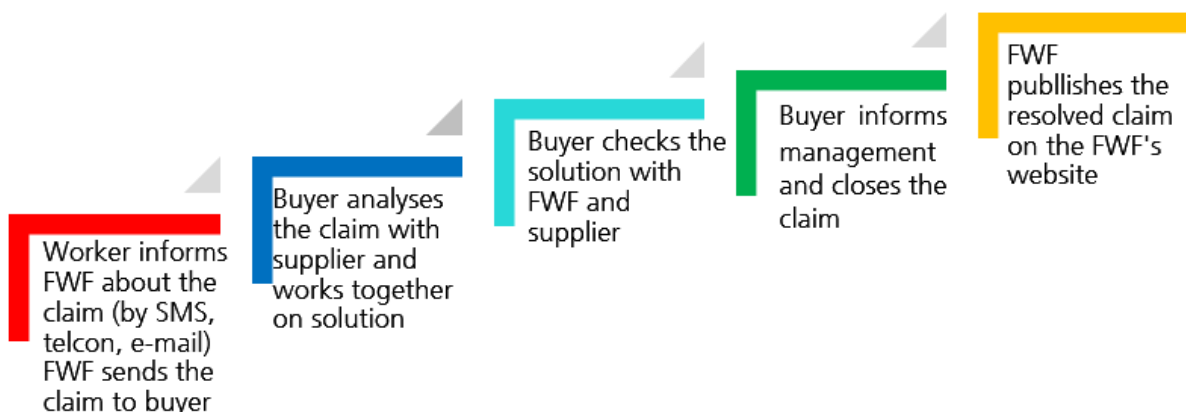 Worker informs
FWF about the
claim (by SMS,
telcon, e-mail)
FWF sends the
claim to buyer
Buyer analyses
the claim with
supplier and
works together
on solution
Buyer checks the
solution with
FWF and
supplier
Buyer informs
management
and closes the
claim
FWF
publlishes the
resolved claim
on the FWF's
website